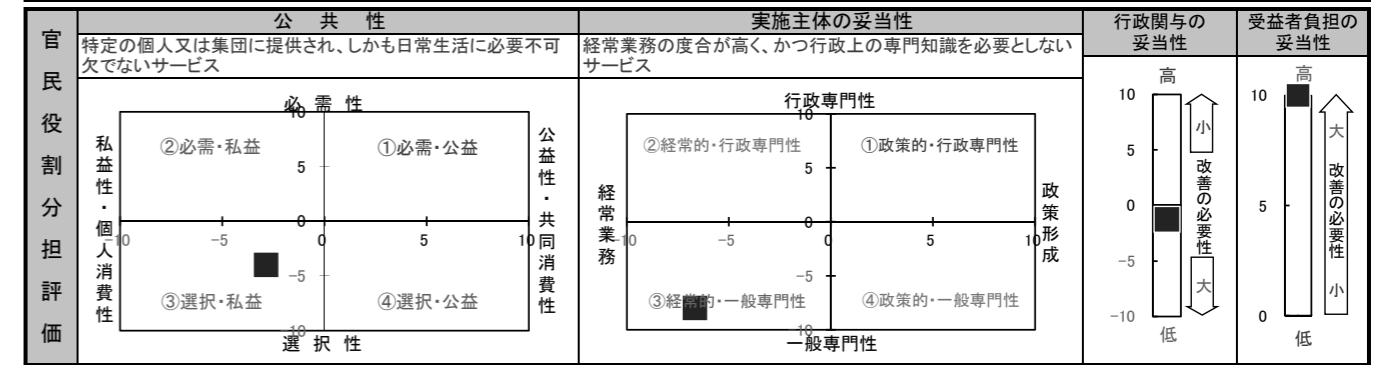 官民役割分担評価
公共性
特定の個人又は集団に提供され、しかも日常生活に必要不可
欠でないサービス
必需性
②必需・私益
①必需・公益
私益性・個人消費性
公益性・共同消費性
10
5
0
-5
-10
-10
-5
0
5
10
③選択・私益
④選択・公益
選択性
実施主体の妥当性
経常業務の度合が高く、かつ行政上の専門知識を必要としない
サービス
行政専門性
②経常的・行政専門性
①政策的・行政専門性
経常業務
政策形成
10
5
0
-5
-10
-10
-5
0
5
10
③経常的・一般専門性
④政策的・一般専門性
一般専門性
行政関与の
妥当性
高
10
5
0
-5
-10
低
小
改善の必要性
大
受益者負担の
妥当性
高
10
5
0
低
大
改善の必要性
小